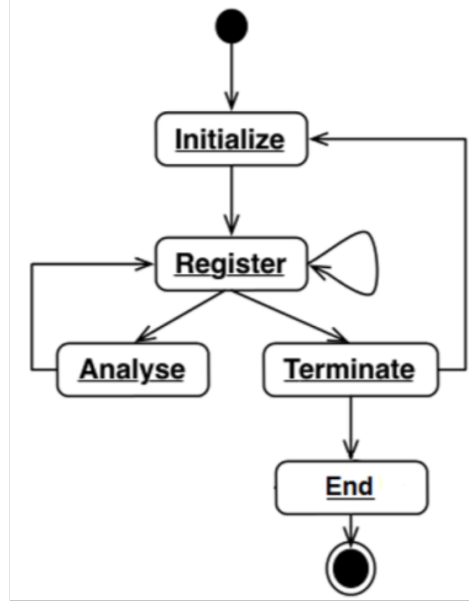 Initialize
Register
Analyse
Terminate
End